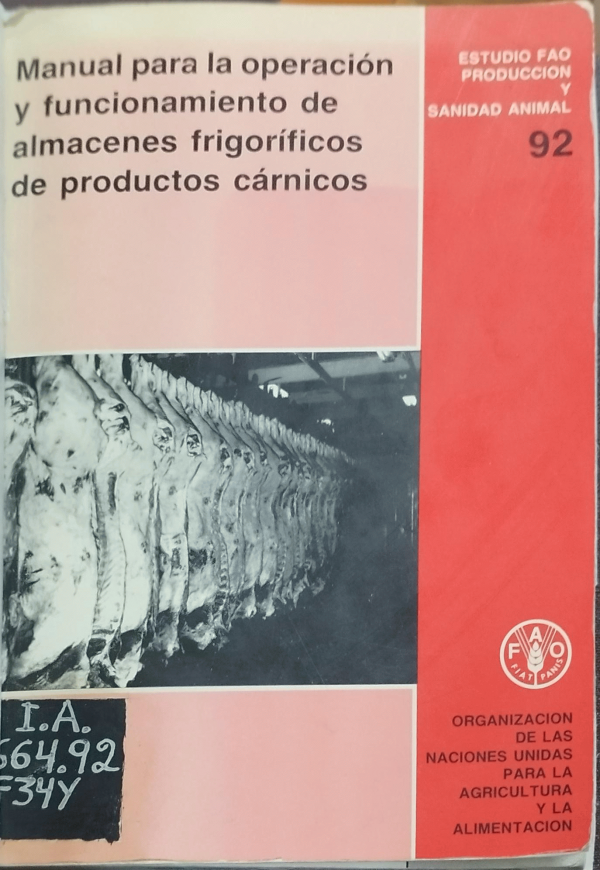 Manual para la operación
y funcionamiento de
almacenes frigoríficos
de productos cárnicos
ESTUDIO FAO
PRODUCCION
Y
SANIDAD ANIMAL
92
FAO
FIAT PANIS
ORGANIZACION
DE LAS
NACIONES UNIDAS
PARA LA
AGRICULTURA
Y LA
ALIMENTACION
I.A.
664.92
F34Y